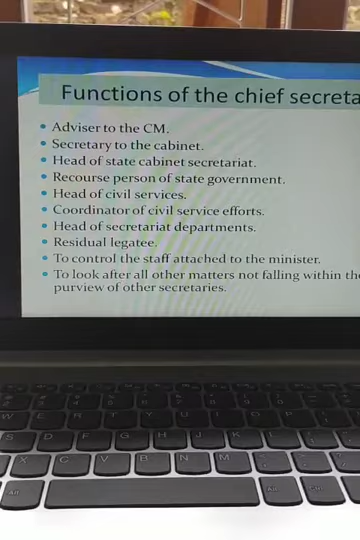 Functions of the chief
• Adviser to the CM.
• Secretary to the cabinet.
• Head of state cabinet secretariat.
• Recourse person of state government.
• Head of civil services.
• Coordinator of civil service efforts.
• Head of secretariat departments.
• Residual legatee.
• To control the staff attached to the minister.
• To look after all other matters not falling within the
purview of other secretaries.
W E R T Y U I O P
S D F G H J K L
X C V B N M
Alt Alt Ctrl